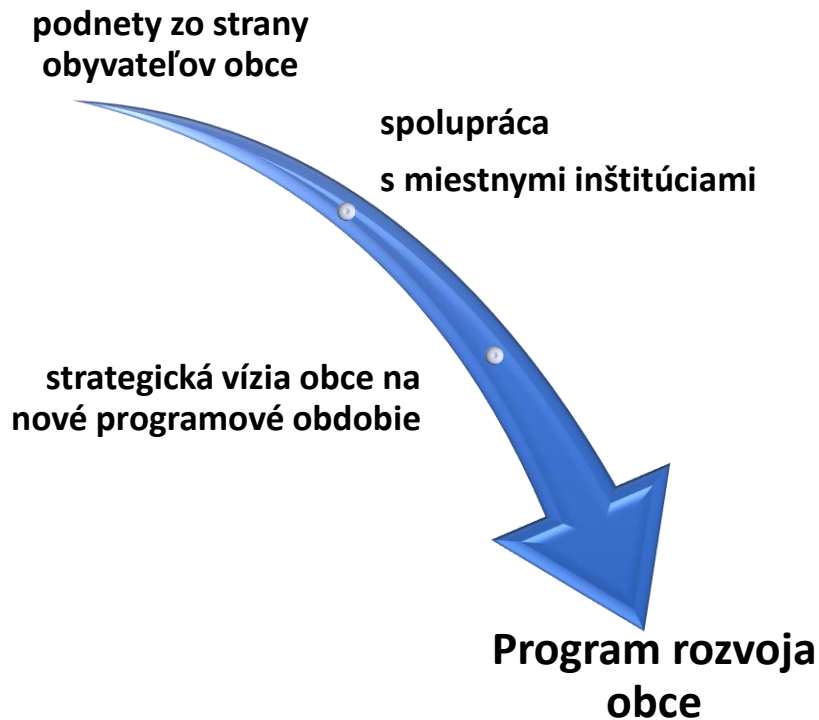 podnety zo strany
obyvateľov obce
spolupráca
s miestnymi inštitúciami
strategická vízia obce na
nové programové obdobie
Program rozvoja
obce